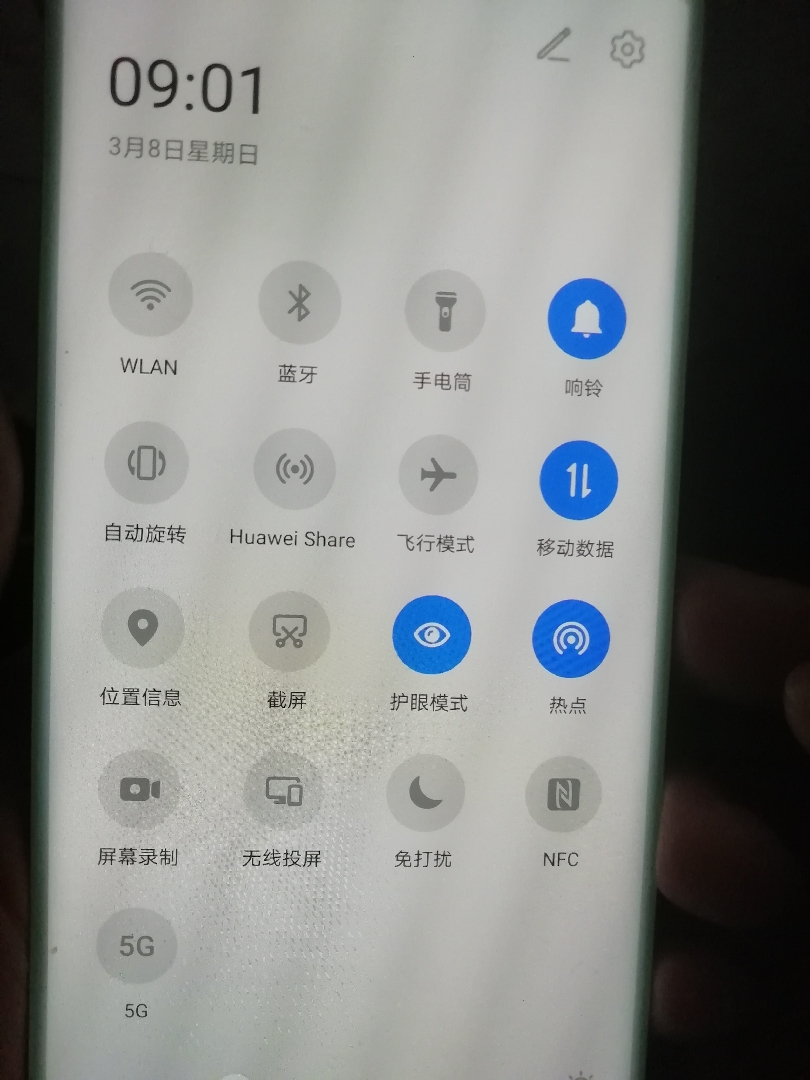 09:01
3月8日星期日
WLAN 蓝牙 手电筒 响铃
自动旋转 Huawei Share 飞行模式 移动数据
位置信息 截屏 护眼模式 热点
屏幕录制 无线投屏 免打扰 NFC
5G
5G